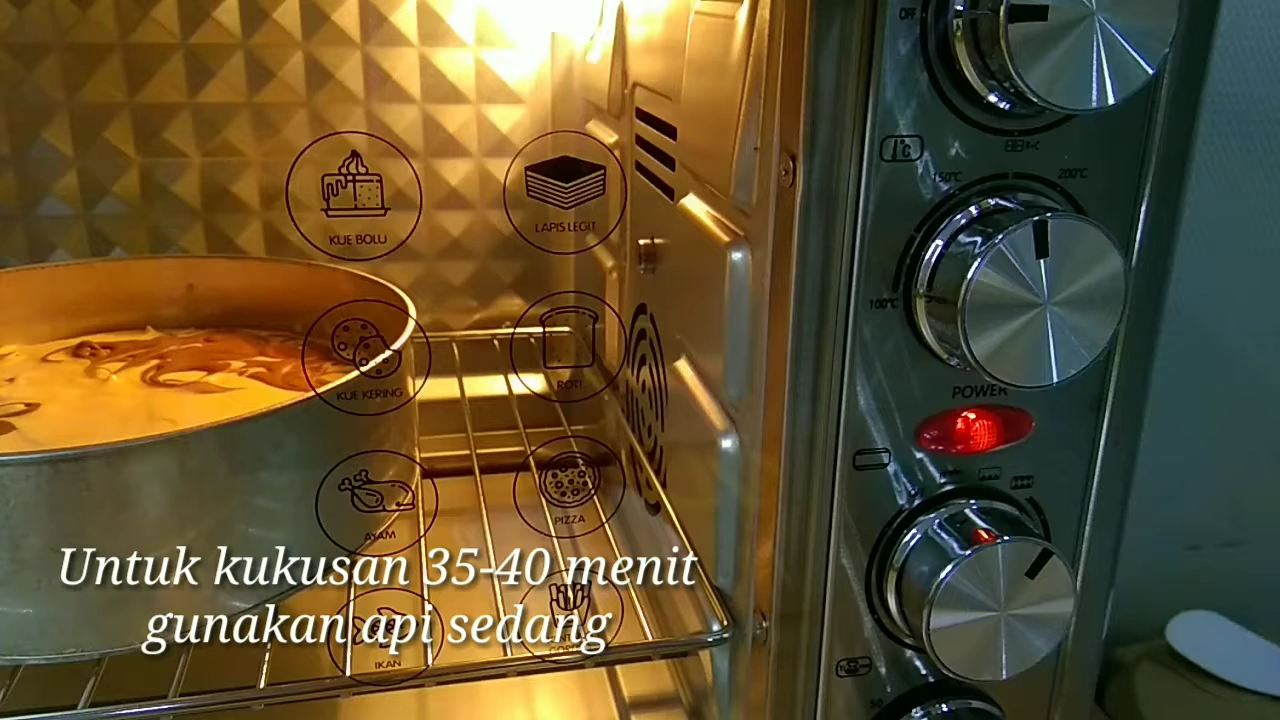 OFF
150°C
200°C
100°C
KUE BOLU
LAPIS LEGIT
KUE KERING
ROTI
POWER
AYAM
PIZZA
Untuk kukusan 35-40 menit
gunakan api sedang
IKAN
50